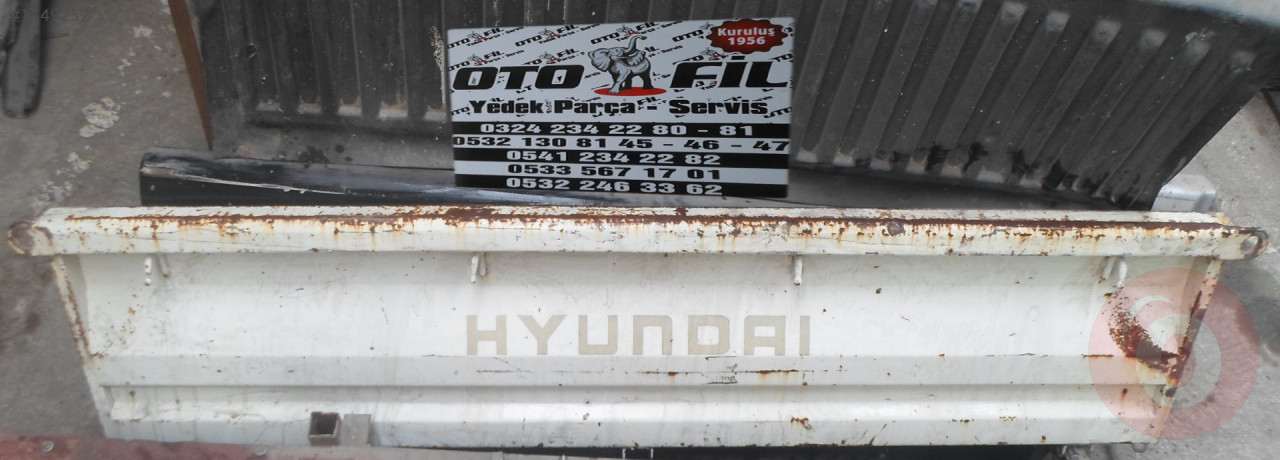 Kuruluş
1956
OTO FİL
Yedek Parça - Servis
0324 234 22 80 - 81
0532 130 81 45 - 46 - 47
0541 234 22 82
0533 567 17 01
0532 246 33 62
HYUNDAI